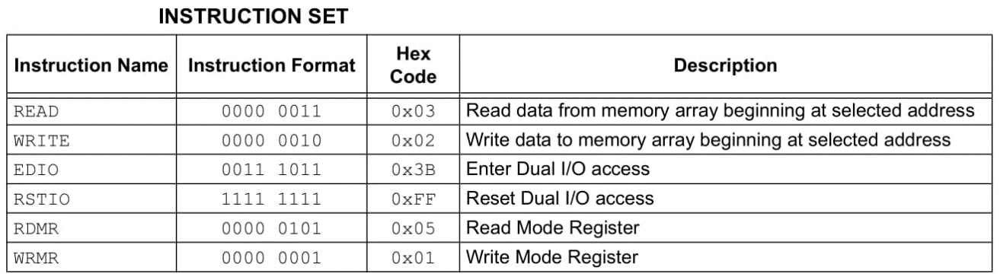 INSTRUCTION SET
Instruction Name Instruction Format Hex Code Description
READ 0000 0011 0x03 Read data from memory array beginning at selected address
WRITE 0000 0010 0x02 Write data to memory array beginning at selected address
EDIO 0011 1011 0x3B Enter Dual I/O access
RSTIO 1111 1111 0xFF Reset Dual I/O access
RDMR 0000 0101 0x05 Read Mode Register
WRMR 0000 0001 0x01 Write Mode Register